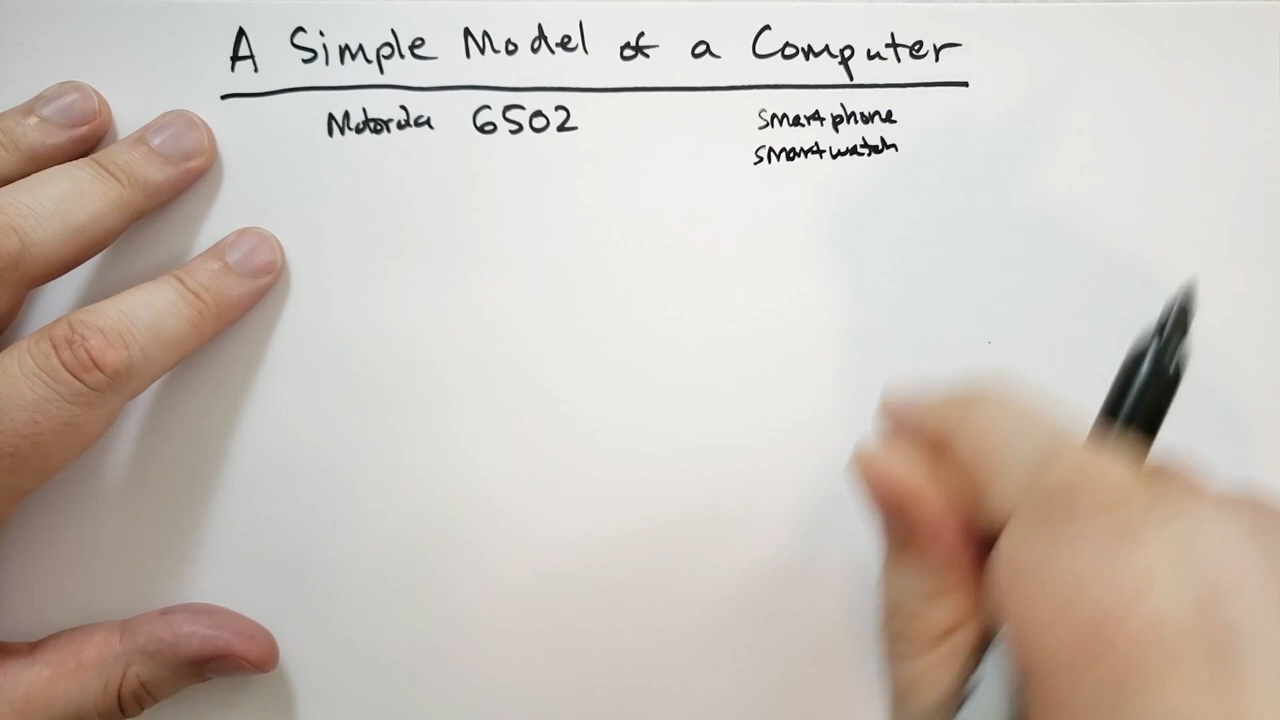 A Simple Model of a Computer
Motorola 6502
smartphone
smartwatch